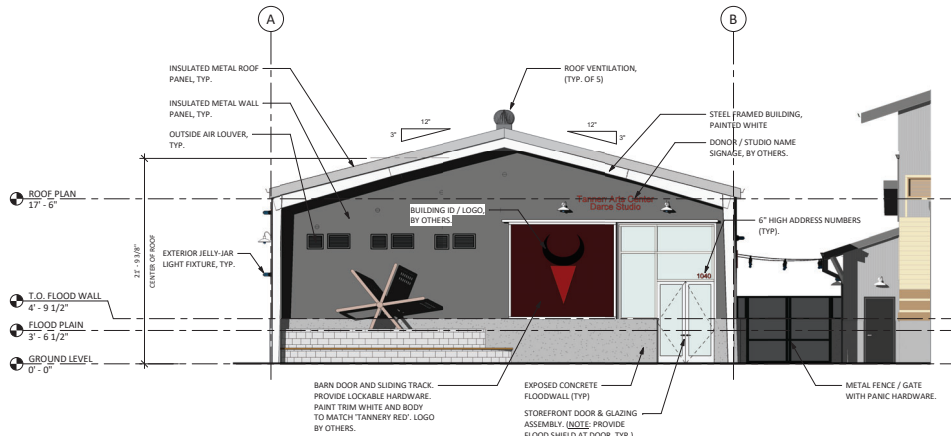 A
B
INSULATED METAL ROOF
PANEL, TYP.
INSULATED METAL WALL
PANEL, TYP.
OUTSIDE AIR LOUVER,
TYP.
ROOF VENTILATION,
(TYP. OF 5)
12"
3"
12"
3"
STEEL FRAMED BUILDING,
PAINTED WHITE
DONOR / STUDIO NAME
SIGNAGE, BY OTHERS.
ROOF PLAN
17' - 6"
Tannery Arts Center
Dance Studio
BUILDING ID / LOGO,
BY OTHERS.
6" HIGH ADDRESS NUMBERS
(TYP).
21' - 9 3/8"
CENTER OF ROOF
EXTERIOR JELLY-JAR
LIGHT FIXTURE, TYP.
1040
T.O. FLOOD WALL
4' - 9 1/2"
FLOOD PLAIN
3' - 6 1/2"
GROUND LEVEL
0' - 0"
BARN DOOR AND SLIDING TRACK.
PROVIDE LOCKABLE HARDWARE.
PAINT TRIM WHITE AND BODY
TO MATCH 'TANNERY RED'. LOGO
BY OTHERS.
EXPOSED CONCRETE
FLOODWALL (TYP)
STOREFRONT DOOR & GLAZING
ASSEMBLY. (NOTE: PROVIDE
FLOOD SHIELD AT DOOR, TYP.)
METAL FENCE / GATE
WITH PANIC HARDWARE.